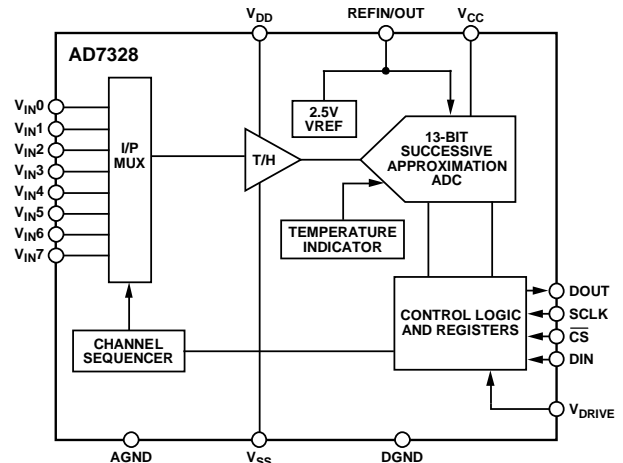 VDD
REFIN/OUT
VCC
AD7328
VIN0
VIN1
VIN2
VIN3
VIN4
VIN5
VIN6
VIN7
I/P
MUX
T/H
2.5V
VREF
13-BIT
SUCCESSIVE
APPROXIMATION
ADC
TEMPERATURE
INDICATOR
CHANNEL
SEQUENCER
CONTROL LOGIC
AND REGISTERS
DOUT
SCLK
C̅S̅
DIN
VDRIVE
AGND
VSS
DGND